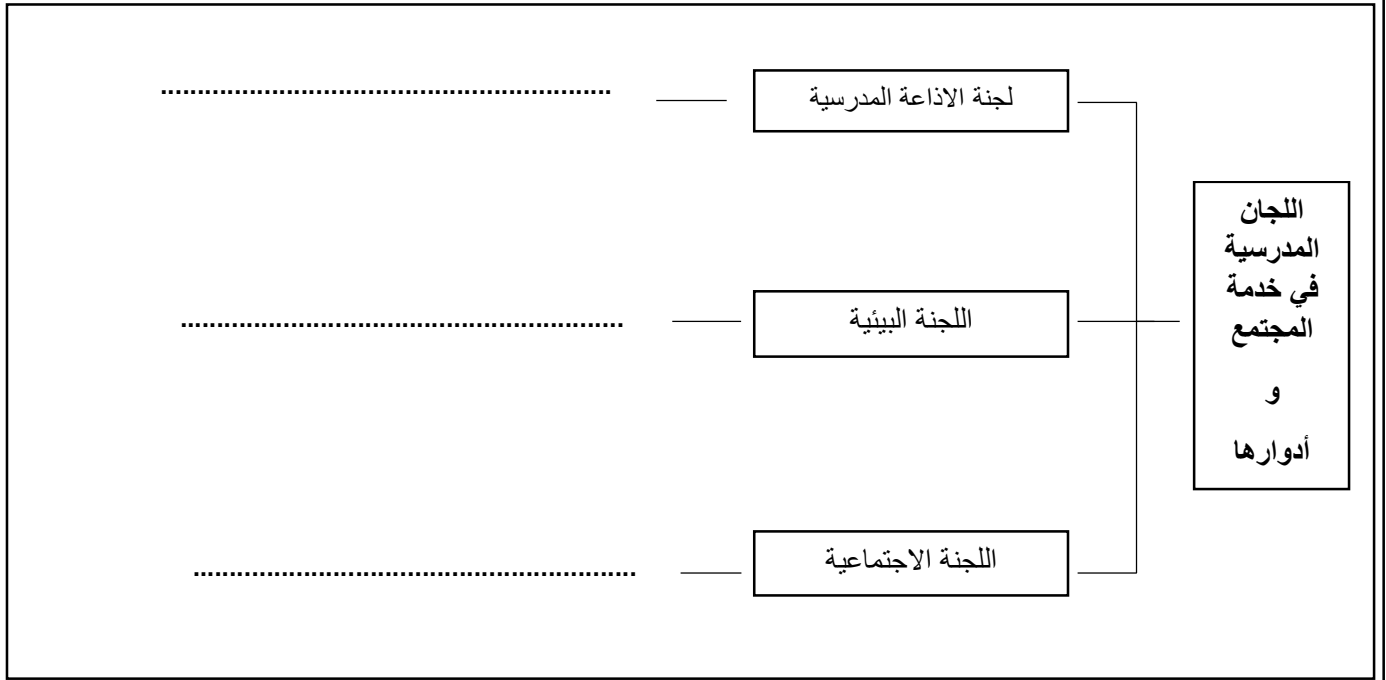 اللجان
المدرسية
في خدمة
المجتمع
و
أدوارها
لجنة الاذاعة المدرسية
..............................................................
اللجنة البيئية
.............................................................
اللجنة الاجتماعية
.............................................................